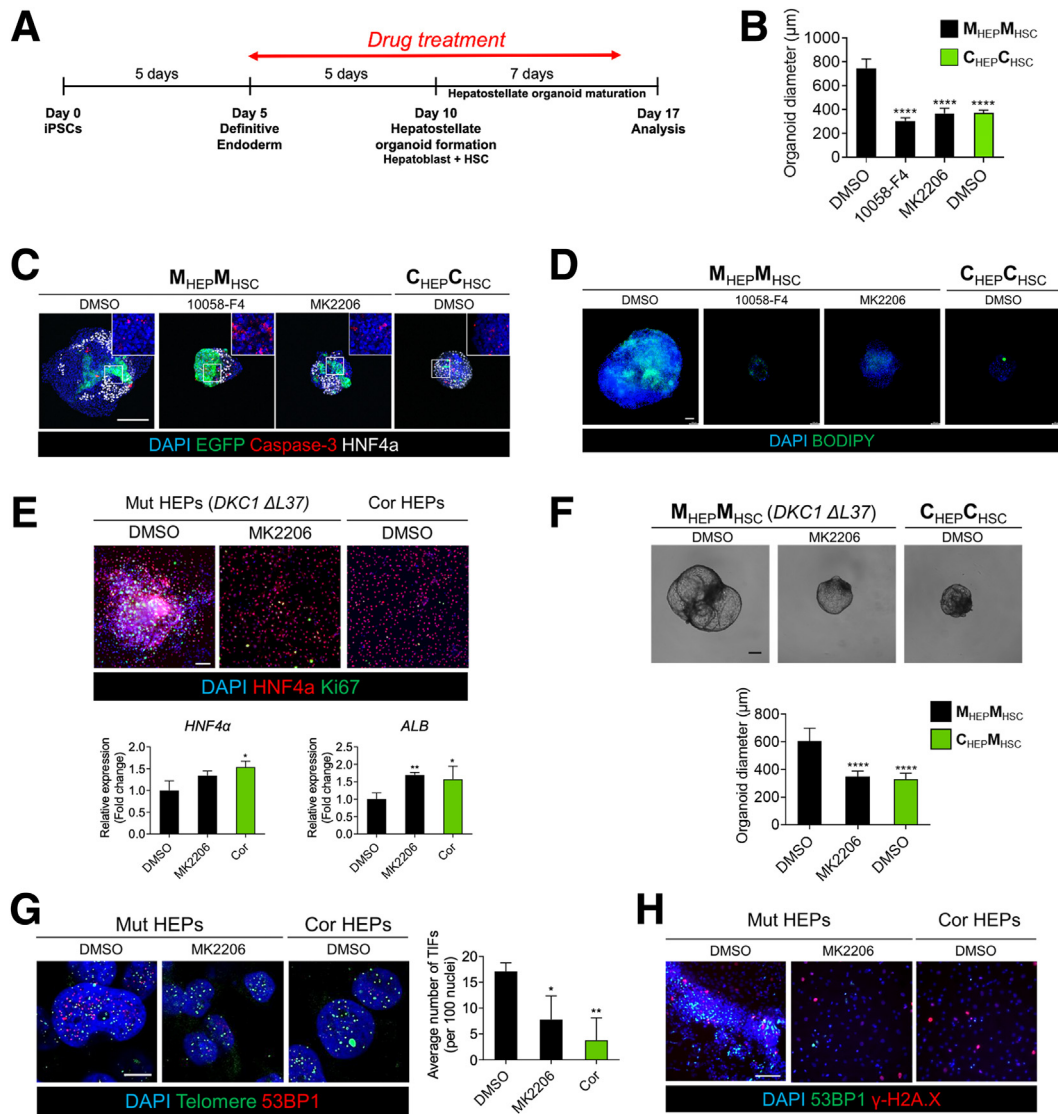 A
Drug treatment
5 days
5 days
7 days
Hepatostellate organoid maturation
Day 0
iPSCs
Day 5
Definitive
Endoderm
Day 10
Hepatostellate
organoid formation
Hepatoblast + HSC
Day 17
Analysis
B
Organoid diameter (µm)
1000
800
600
400
200
0
****
****
****
DMSO
10058-F4
MK2206
DMSO
MHEPMHSC
CHEPCHSC
C
MHEPMHSC
CHEPCHSC
DMSO
10058-F4
MK2206
DMSO
DAPI EGFP Caspase-3 HNF4a
D
MHEPMHSC
CHEPCHSC
DMSO
10058-F4
MK2206
DMSO
DAPI BODIPY
E
Mut HEPs (DKC1 ΔL37)
Cor HEPs
DMSO
MK2206
DMSO
DAPI HNF4a Ki67
HNF4α
Relative expression
(Fold change)
2.0
1.5
1.0
0.5
0.0
*
DMSO
MK2206
Cor
ALB
Relative expression
(Fold change)
2.5
2.0
1.5
1.0
0.5
0.0
**
*
DMSO
MK2206
Cor
F
MHEPMHSC (DKC1 ΔL37)
CHEPCHSC
DMSO
MK2206
DMSO
Organoid diameter (µm)
800
600
400
200
0
****
****
DMSO
MK2206
DMSO
MHEPMHSC
CHEPMHSC
G
Mut HEPs
Cor HEPs
DMSO
MK2206
DMSO
DAPI Telomere 53BP1
Average number of TIFs
(per 100 nuclei)
20
15
10
5
0
*
**
DMSO
MK2206
Cor
H
Mut HEPs
Cor HEPs
DMSO
MK2206
DMSO
DAPI 53BP1 γ-H2A.X